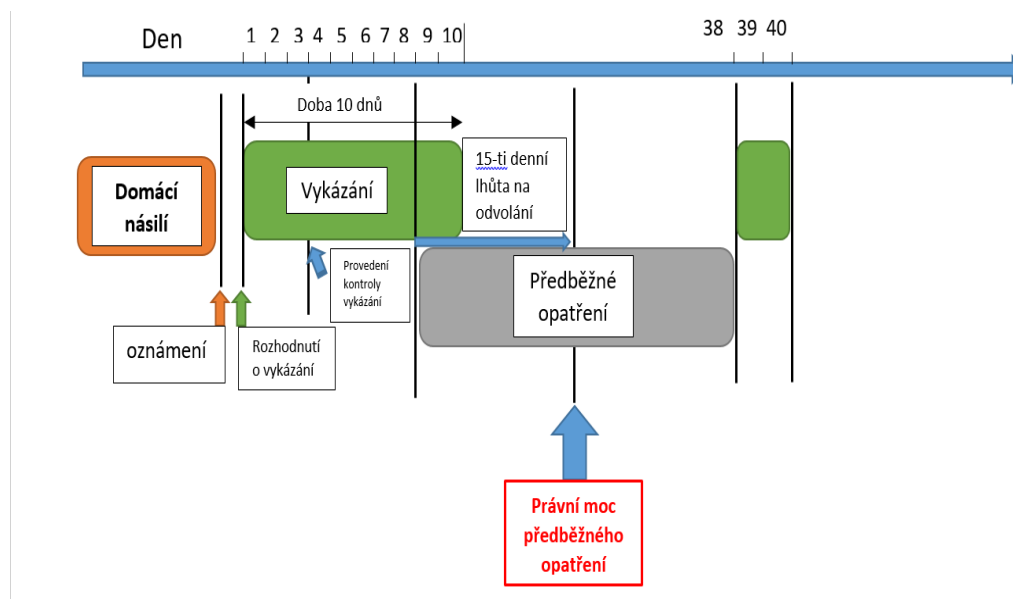 Den
1 2 3 4 5 6 7 8 9 10
38 39 40
Doba 10 dnů
Domácí
násilí
Vykázání
15-ti denní
lhůta na
odvolání
Provedení
kontroly
vykázání
Předběžné
opatření
oznámení
Rozhodnutí
o vykázání
Právní moc
předběžného
opatření